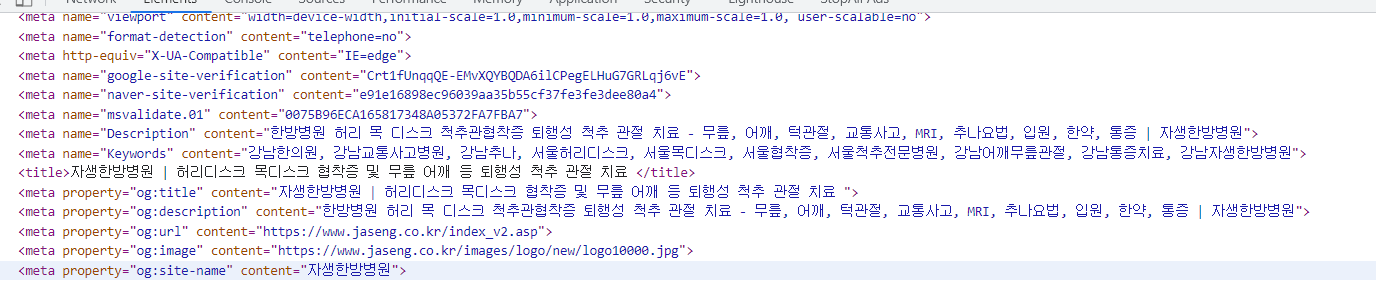 Elements
<meta name="viewport" content="width=device-width,initial-scale=1.0,minimum-scale=1.0,maximum-scale=1.0, user-scalable=no">
<meta name="format-detection" content="telephone=no">
<meta http-equiv="X-UA-Compatible" content="IE=edge">
<meta name="google-site-verification" content="Crt1fUnqqQE-EMvXQYBQDA6ilCPegELHuG7GRLqj6vE">
<meta name="naver-site-verification" content="e91e16898ec96039aa35b55cf37fe3fe3dee80a4">
<meta name="msvalidate.01" content="0075B96ECA165817348A05372FA7FBA7">
<meta name="Description" content="한방병원 허리 목 디스크 척추관협착증 퇴행성 척추 관절 치료 - 무릎, 어깨, 턱관절, 교통사고, MRI, 추나요법, 입원, 한약, 통증 | 자생한방병원">
<meta name="Keywords" content="강남한의원, 강남교통사고병원, 강남추나, 서울허리디스크, 서울목디스크, 서울협착증, 서울척추전문병원, 강남어깨무릎관절, 강남통증치료, 강남자생한방병원">
<title>자생한방병원 | 허리디스크 목디스크 협착증 및 무릎 어깨 등 퇴행성 척추 관절 치료 </title>
<meta property="og:title" content="자생한방병원 | 허리디스크 목디스크 협착증 및 무릎 어깨 등 퇴행성 척추 관절 치료 ">
<meta property="og:description" content="한방병원 허리 목 디스크 척추관협착증 퇴행성 척추 관절 치료 - 무릎, 어깨, 턱관절, 교통사고, MRI, 추나요법, 입원, 한약, 통증 | 자생한방병원">
<meta property="og:url" content="https://www.jaseng.co.kr/index_v2.asp">
<meta property="og:image" content="https://www.jaseng.co.kr/images/logo/new/logo10000.jpg">
<meta property="og:site-name" content="자생한방병원">